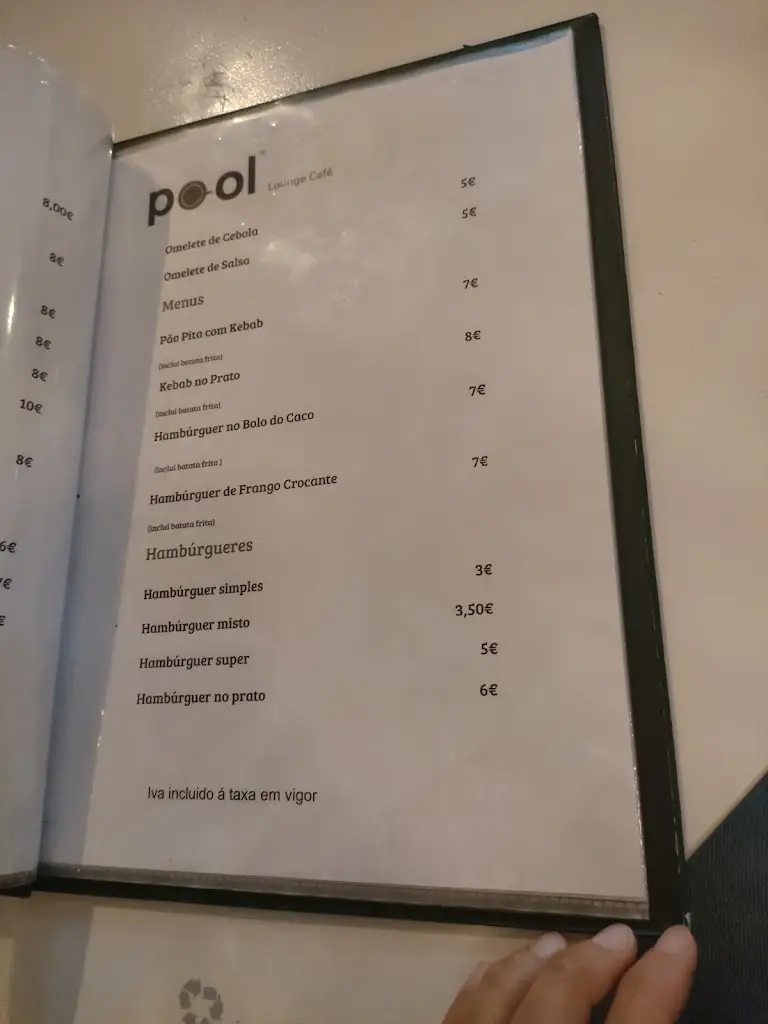 8,00€
8€
8€
8€
8€
10€
8€
6€
7€
€
pool Lounge Café
Omelete de Cebola 5€
Omelete de Salsa 5€
Menus
Pão Pita com Kebab 7€
(inclui batata frita)
Kebab no Prato 8€
(inclui batata frita)
Hambúrguer no Bolo do Caco 7€
(inclui batata frita )
Hambúrguer de Frango Crocante 7€
(inclui batata frita)
Hambúrgueres
Hambúrguer simples 3€
Hambúrguer misto 3,50€
Hambúrguer super 5€
Hambúrguer no prato 6€
Iva incluido á taxa em vigor